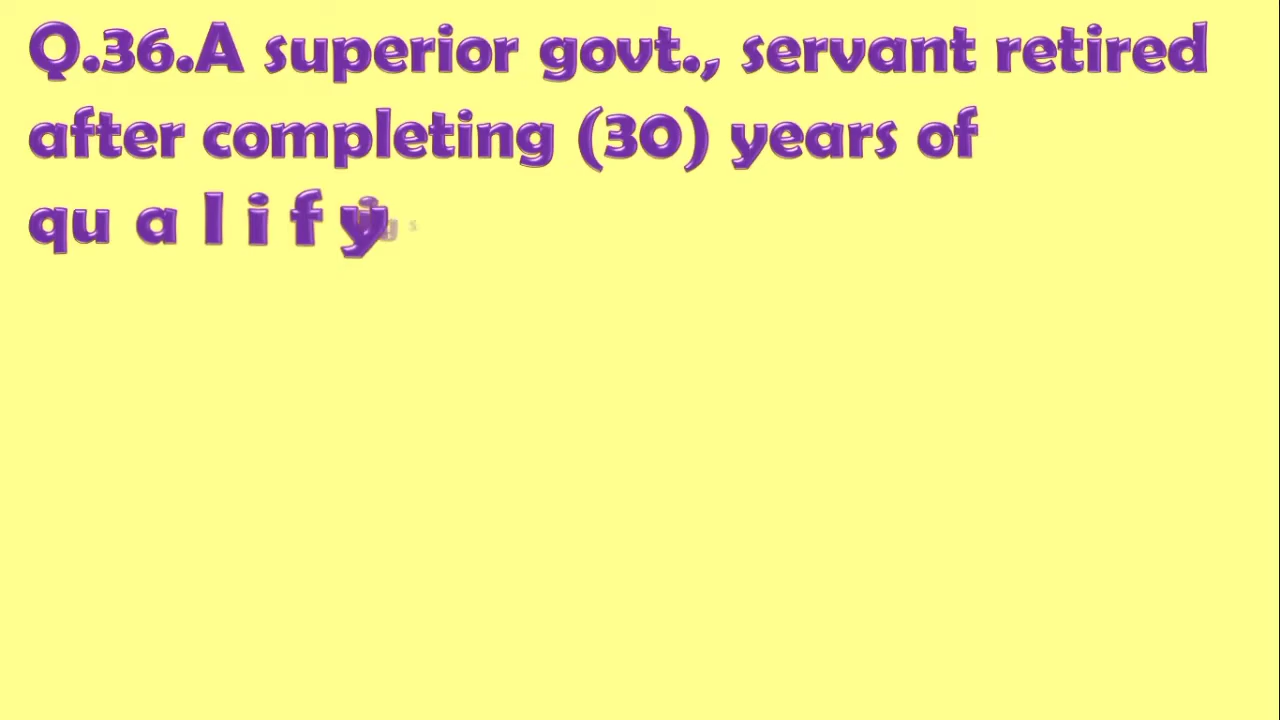 Q.36.A superior govt., servant retired
after completing (30) years of
qualify